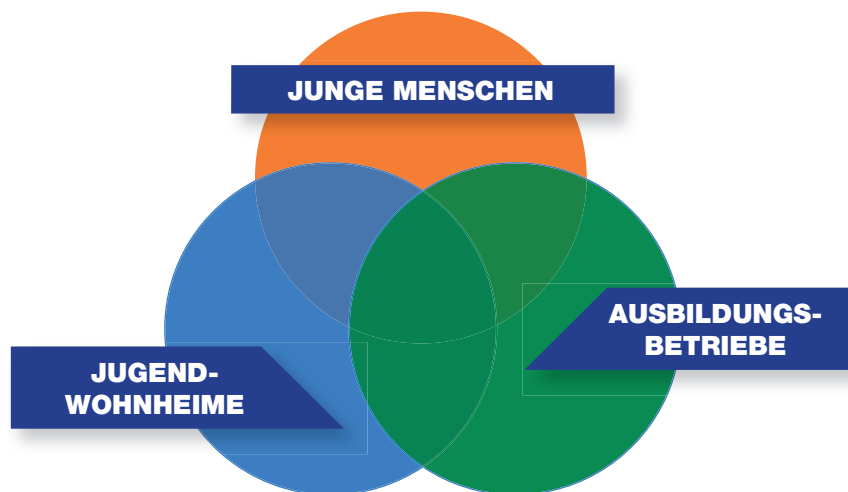 JUNGE MENSCHEN
AUSBILDUNGS-
BETRIEBE
JUGEND-
WOHNHEIME